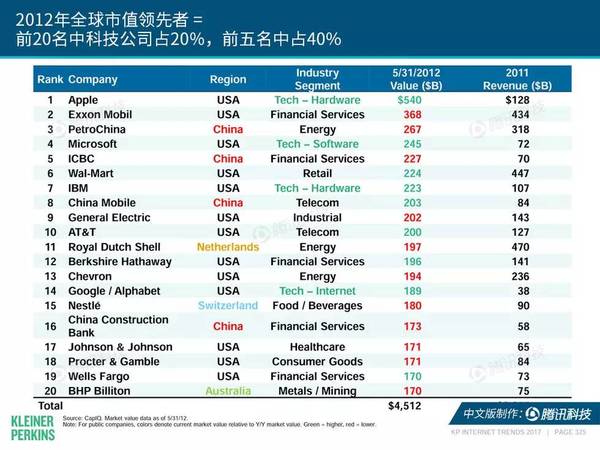 2012年全球市值领先者 =
前20名中科技公司占20%，前五名中占40%
Rank Company Region Industry Segment 5/31/2012 Value ($B) 2011 Revenue ($B)
1 Apple USA Tech – Hardware $540 $128
2 Exxon Mobil USA Financial Services 368 434
3 PetroChina China Energy 267 318
4 Microsoft USA Tech – Software 245 72
5 ICBC China Financial Services 227 70
6 Wal-Mart USA Retail 224 447
7 IBM USA Tech – Hardware 223 107
8 China Mobile China Telecom 203 84
9 General Electric USA Industrial 202 143
10 AT&T USA Telecom 200 127
11 Royal Dutch Shell Netherlands Energy 197 470
12 Berkshire Hathaway USA Financial Services 196 141
13 Chevron USA Energy 194 236
14 Google / Alphabet USA Tech – Internet 189 38
15 Nestlé Switzerland Food / Beverages 180 90
16 China Construction Bank China Financial Services 173 58
17 Johnson & Johnson USA Healthcare 171 65
18 Procter & Gamble USA Consumer Goods 171 84
19 Wells Fargo USA Financial Services 170 73
20 BHP Billiton Australia Metals / Mining 170 75
Total $4,512
KLEINER
PERKINS
Source: CapIQ. Market value data as of 5/31/12.
Note: For public companies, colors denote current market value relative to Y/Y market value. Green = higher, red = lower.
中文版制作： 腾讯科技
KP INTERNET TRENDS 2017 | PAGE 325
腾讯科技
腾讯科技
腾讯科技